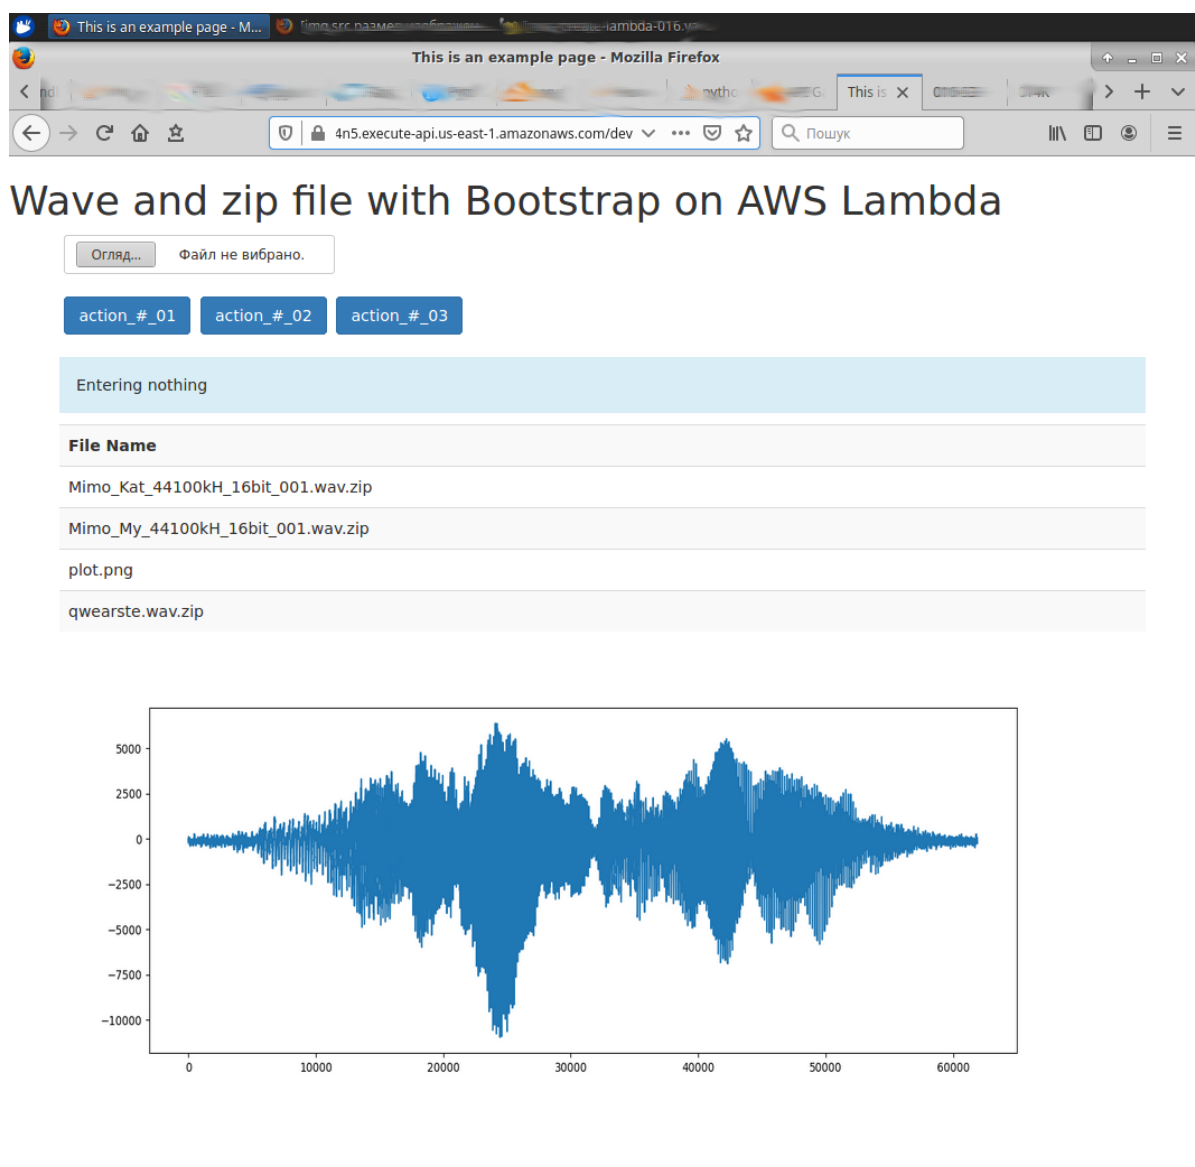 This is an example page - M...
lambda-016.y
This is an example page - Mozilla Firefox
This is
4n5.execute-api.us-east-1.amazonaws.com/dev
Пошук
Wave and zip file with Bootstrap on AWS Lambda
Огляд... Файл не вибрано.
action_#_01 action_#_02 action_#_03
Entering nothing
File Name
Mimo_Kat_44100kH_16bit_001.wav.zip
Mimo_My_44100kH_16bit_001.wav.zip
plot.png
qwearste.wav.zip
5000
2500
0
−2500
−5000
−7500
−10000
0 10000 20000 30000 40000 50000 60000